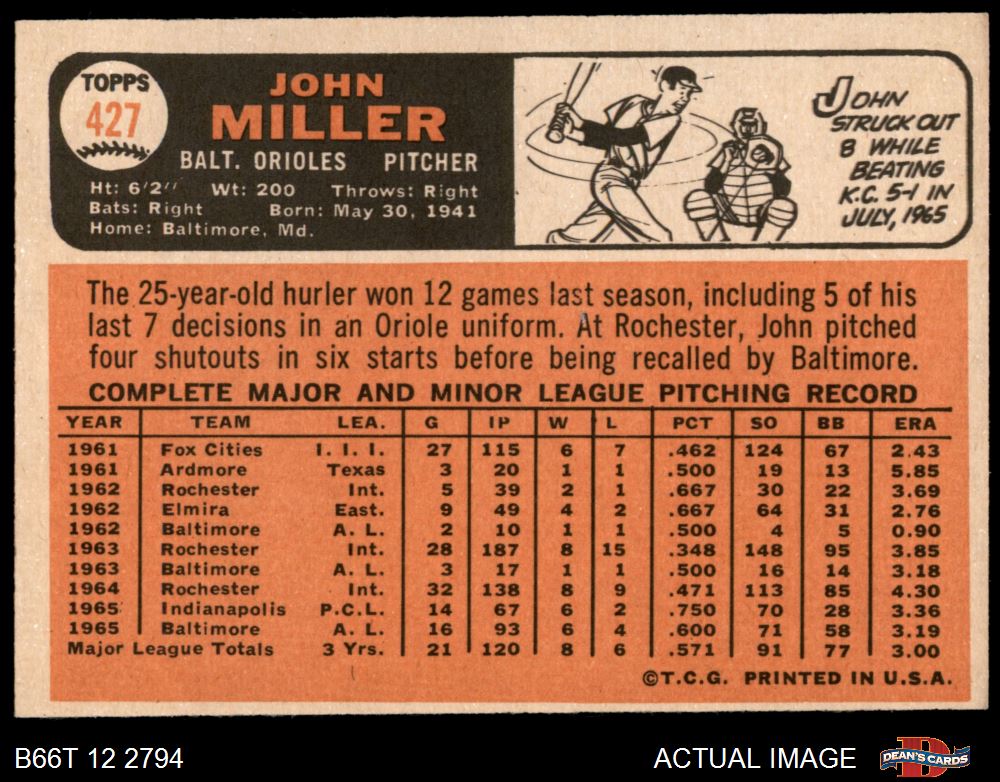 TOPPS
427
JOHN
MILLER
BALT. ORIOLES PITCHER
Ht: 6'2" Wt: 200 Throws: Right
Bats: Right Born: May 30, 1941
Home: Baltimore, Md.
JOHN
STRUCK OUT
8 WHILE
BEATING
K.C. 5-1 IN
JULY, 1965
The 25-year-old hurler won 12 games last season, including 5 of his
last 7 decisions in an Oriole uniform. At Rochester, John pitched
four shutouts in six starts before being recalled by Baltimore.
COMPLETE MAJOR AND MINOR LEAGUE PITCHING RECORD
YEAR TEAM LEA. G IP W L PCT SO BB ERA
1961 Fox Cities I. I. I. 27 115 6 7 .462 124 67 2.43
1961 Ardmore Texas 3 20 1 1 .500 19 13 5.85
1962 Rochester Int. 5 39 2 1 .667 30 22 3.69
1962 Elmira East. 9 49 4 2 .667 64 31 2.76
1962 Baltimore A. L. 2 10 1 1 .500 4 5 0.90
1963 Rochester Int. 28 187 8 15 .348 148 95 3.85
1963 Baltimore A. L. 3 17 1 1 .500 16 14 3.18
1964 Rochester Int. 32 138 8 9 .471 113 85 4.30
1965 Indianapolis P.C.L. 14 67 6 2 .750 70 28 3.36
1965 Baltimore A. L. 16 93 6 4 .600 71 58 3.19
Major League Totals 3 Yrs. 21 120 8 6 .571 91 77 3.00
©T.C.G. PRINTED IN U.S.A.
B66T 12 2794 ACTUAL IMAGE DEAN'S CARDS